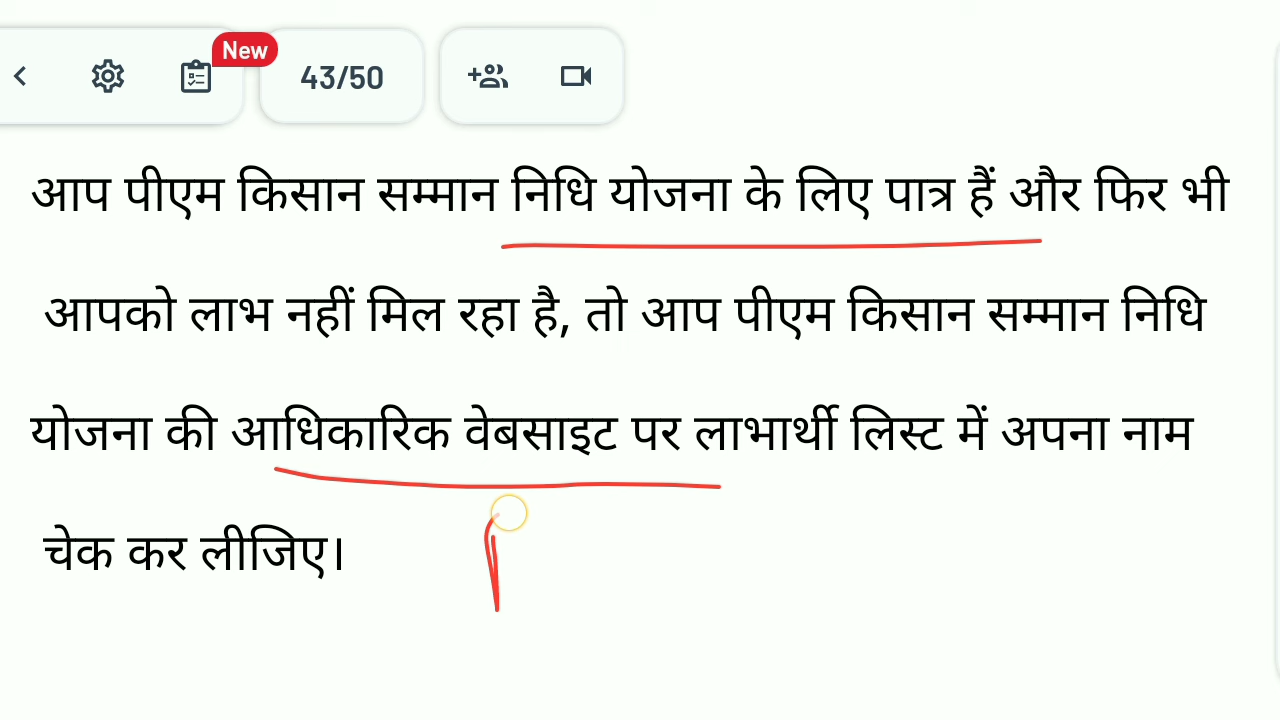 New
43/50
आप पीएम किसान सम्मान निधि योजना के लिए पात्र हैं और फिर भी
आपको लाभ नहीं मिल रहा है, तो आप पीएम किसान सम्मान निधि
योजना की आधिकारिक वेबसाइट पर लाभार्थी लिस्ट में अपना नाम
चेक कर लीजिए।